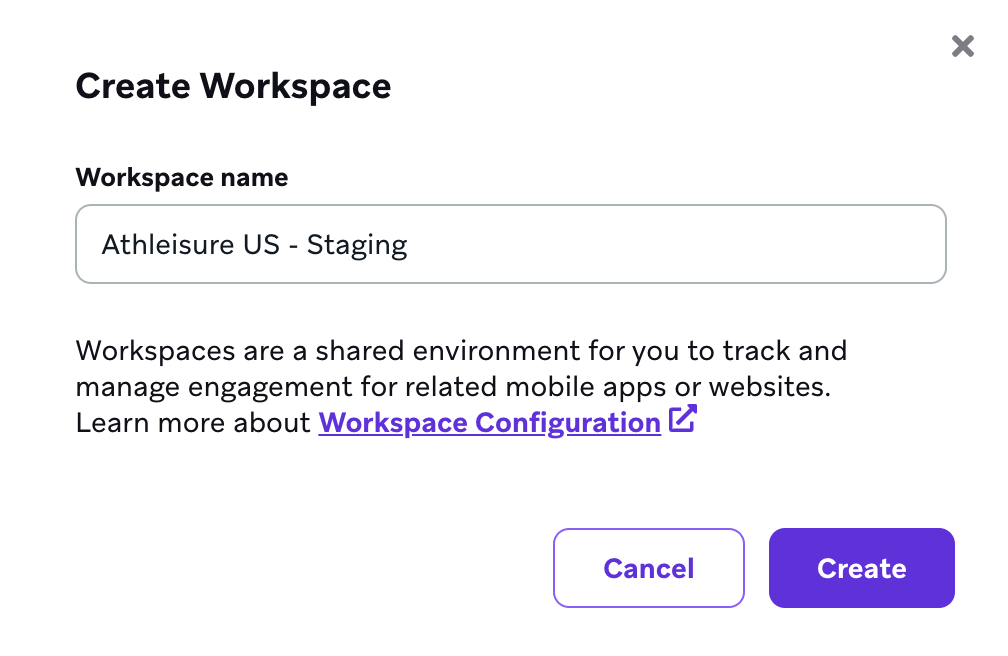 Create Workspace
Workspace name
Athleisure US - Staging
Workspaces are a shared environment for you to track and
manage engagement for related mobile apps or websites.
Learn more about Workspace Configuration
Cancel
Create